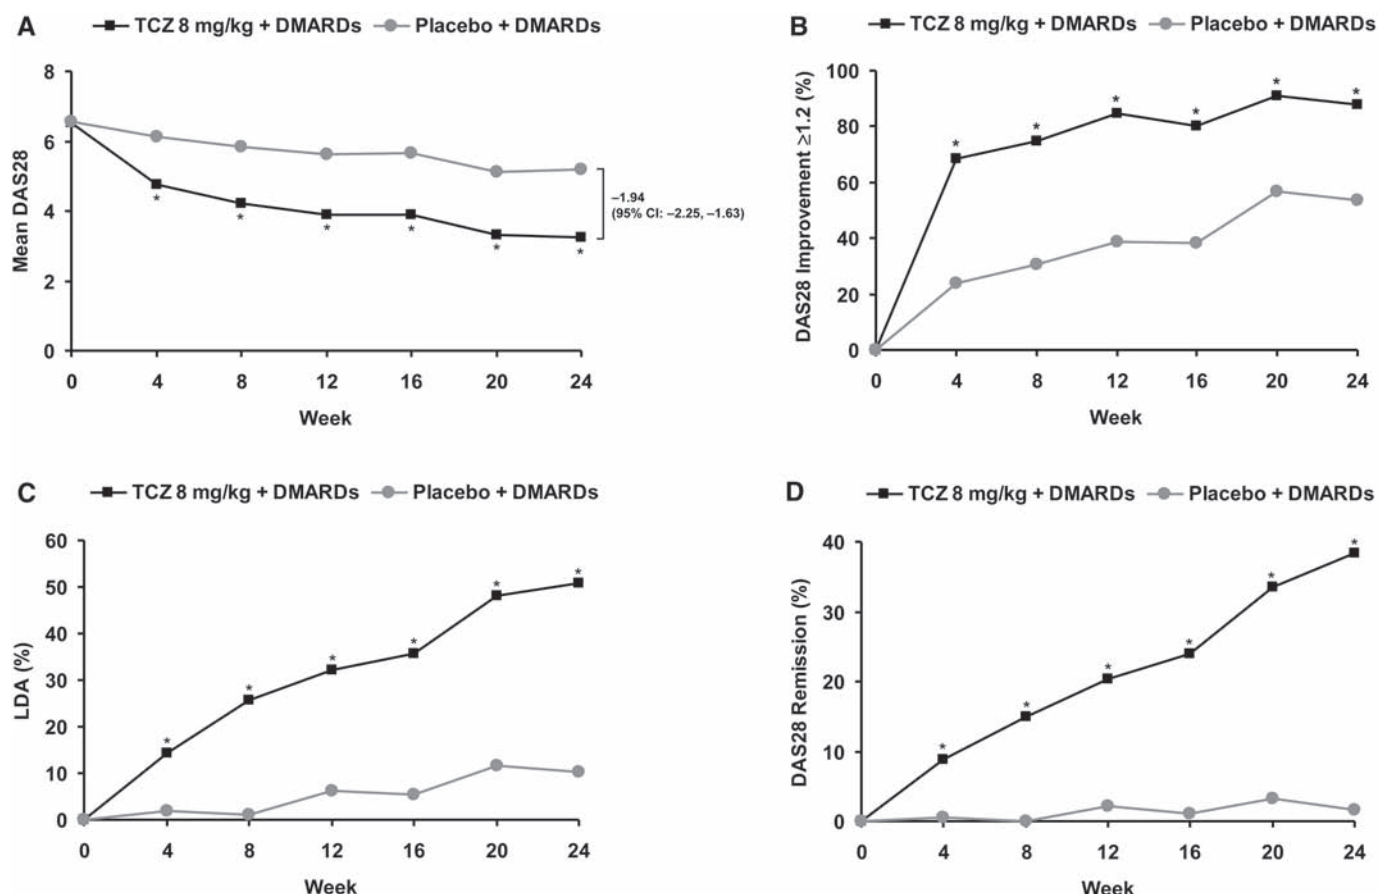 A
TCZ 8 mg/kg + DMARDs Placebo + DMARDs
8
6
4
2
0
Mean DAS28
* * * * * *
–1.94
(95% CI: –2.25, –1.63)
0 4 8 12 16 20 24
Week
B
TCZ 8 mg/kg + DMARDs Placebo + DMARDs
100
80
60
40
20
0
DAS28 Improvement ≥1.2 (%)
* * * * * *
0 4 8 12 16 20 24
Week
C
TCZ 8 mg/kg + DMARDs Placebo + DMARDs
60
50
40
30
20
10
0
LDA (%)
* * * * * *
0 4 8 12 16 20 24
Week
D
TCZ 8 mg/kg + DMARDs Placebo + DMARDs
40
30
20
10
0
DAS28 Remission (%)
* * * * * *
0 4 8 12 16 20 24
Week